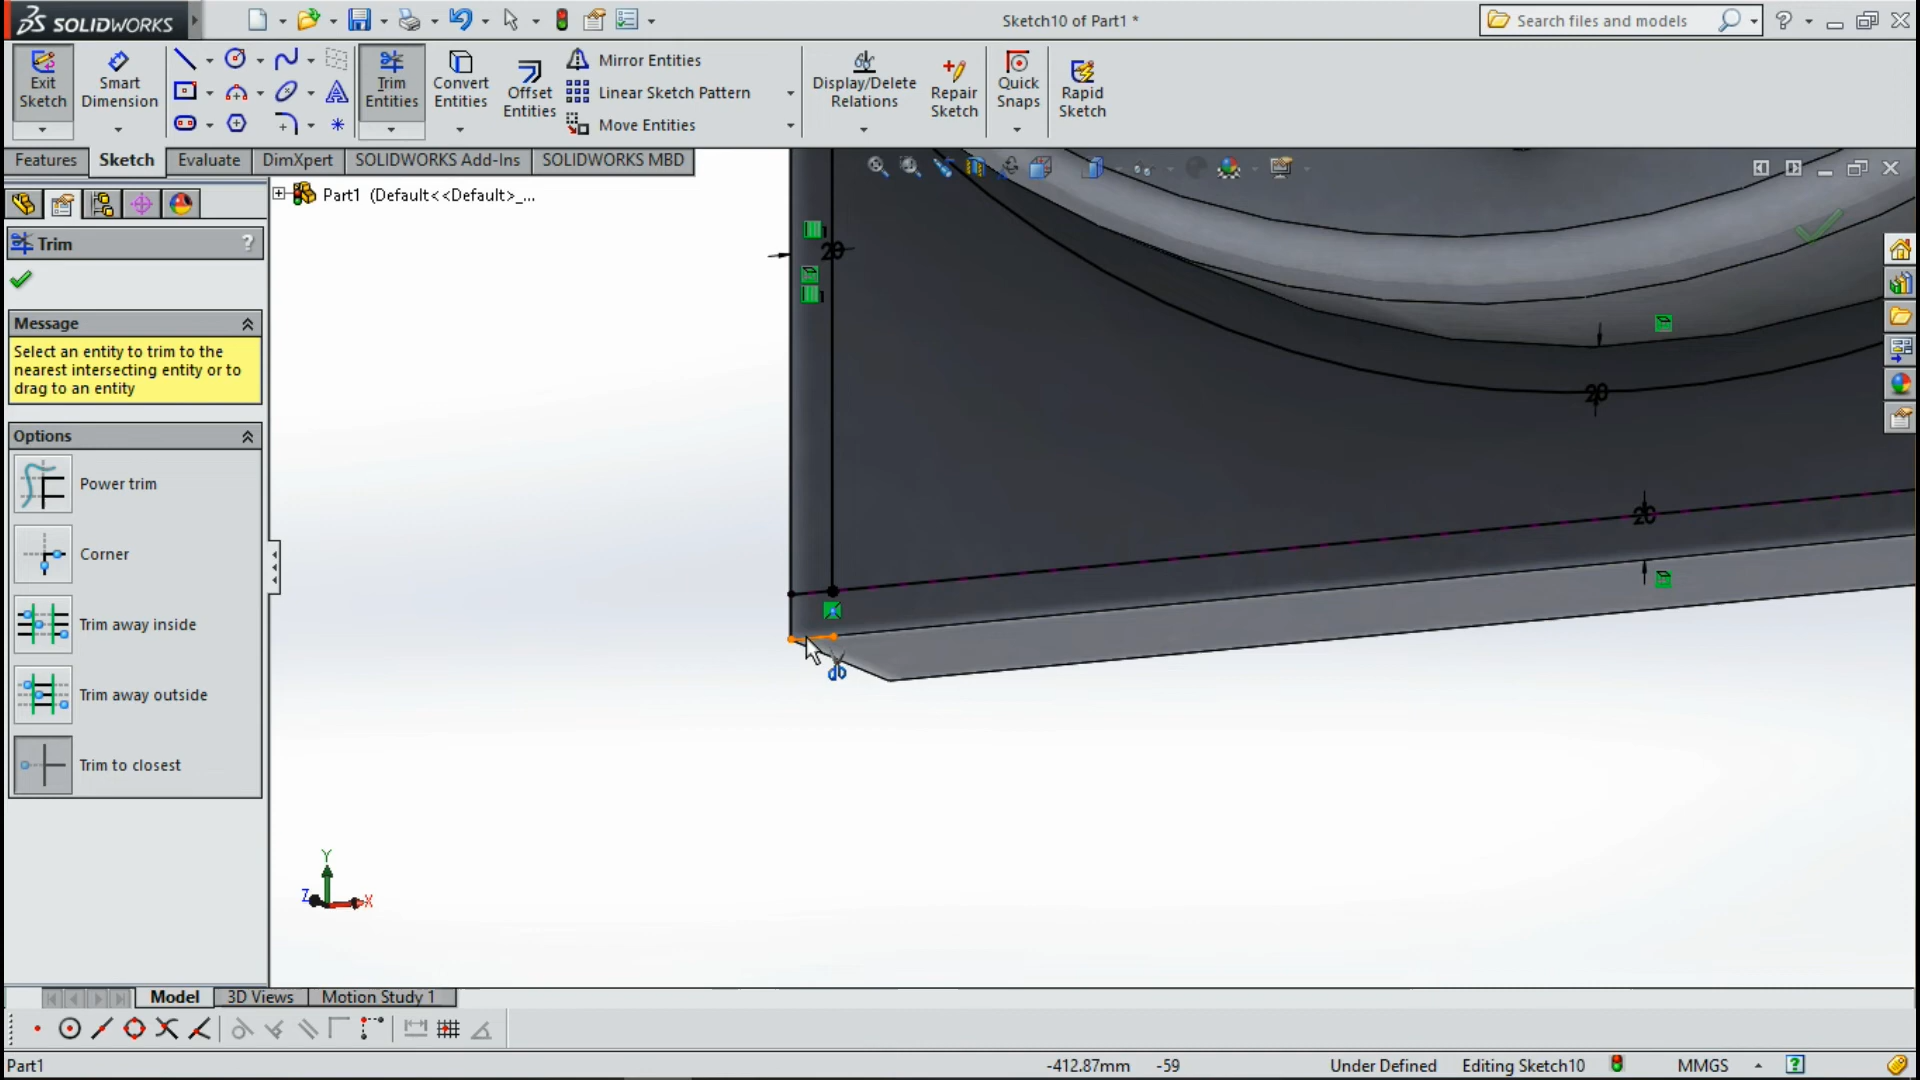 SOLIDWORKS
Sketch10 of Part1 *
Search files and models
Exit Sketch
Smart Dimension
Trim Entities
Convert Entities
Offset Entities
Mirror Entities
Linear Sketch Pattern
Move Entities
Display/Delete Relations
Repair Sketch
Quick Snaps
Rapid Sketch
Features
Sketch
Evaluate
DimXpert
SOLIDWORKS Add-Ins
SOLIDWORKS MBD
Part1 (Default<<Default>_...
Trim
?
Message
Select an entity to trim to the
nearest intersecting entity or to
drag to an entity
Options
Power trim
Corner
Trim away inside
Trim away outside
Trim to closest
20
20
20
Y
Z
X
Model
3D Views
Motion Study 1
Part1
-412.87mm
-59
Under Defined
Editing Sketch10
MMGS
?